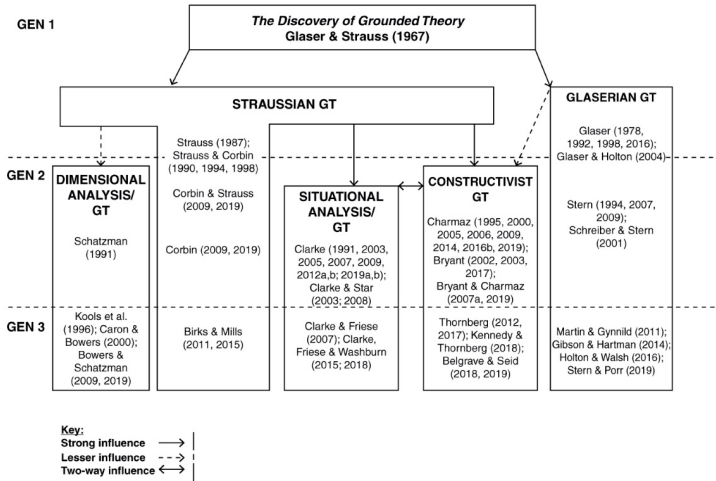 GEN 1
The Discovery of Grounded Theory
Glaser & Strauss (1967)
STRAUSSIAN GT
GLASERIAN GT
Strauss (1987);
Strauss & Corbin
(1990, 1994, 1998)
Glaser (1978,
1992, 1998, 2016);
Glaser & Holton (2004)
GEN 2
DIMENSIONAL
ANALYSIS/
GT
Schatzman
(1991)
Corbin & Strauss
(2009, 2019)
Corbin (2009, 2019)
SITUATIONAL
ANALYSIS/
GT
Clarke (1991, 2003,
2005, 2007, 2009,
2012a,b; 2019a,b);
Clarke & Star
(2003; 2008)
CONSTRUCTIVIST
GT
Charmaz (1995, 2000,
2005, 2006, 2009,
2014, 2016b, 2019);
Bryant (2002, 2003,
2017);
Bryant & Charmaz
(2007a, 2019)
Stern (1994, 2007,
2009);
Schreiber & Stern
(2001)
GEN 3
Kools et al.
(1996); Caron &
Bowers (2000);
Bowers &
Schatzman
(2009, 2019)
Birks & Mills
(2011, 2015)
Clarke & Friese
(2007); Clarke,
Friese & Washburn
(2015; 2018)
Thornberg (2012,
2017); Kennedy &
Thornberg (2018);
Belgrave & Seid
(2018, 2019)
Martin & Gynnild (2011);
Gibson & Hartman (2014);
Holton & Walsh (2016);
Stern & Porr (2019)
Key:
Strong influence
Lesser influence
Two-way influence